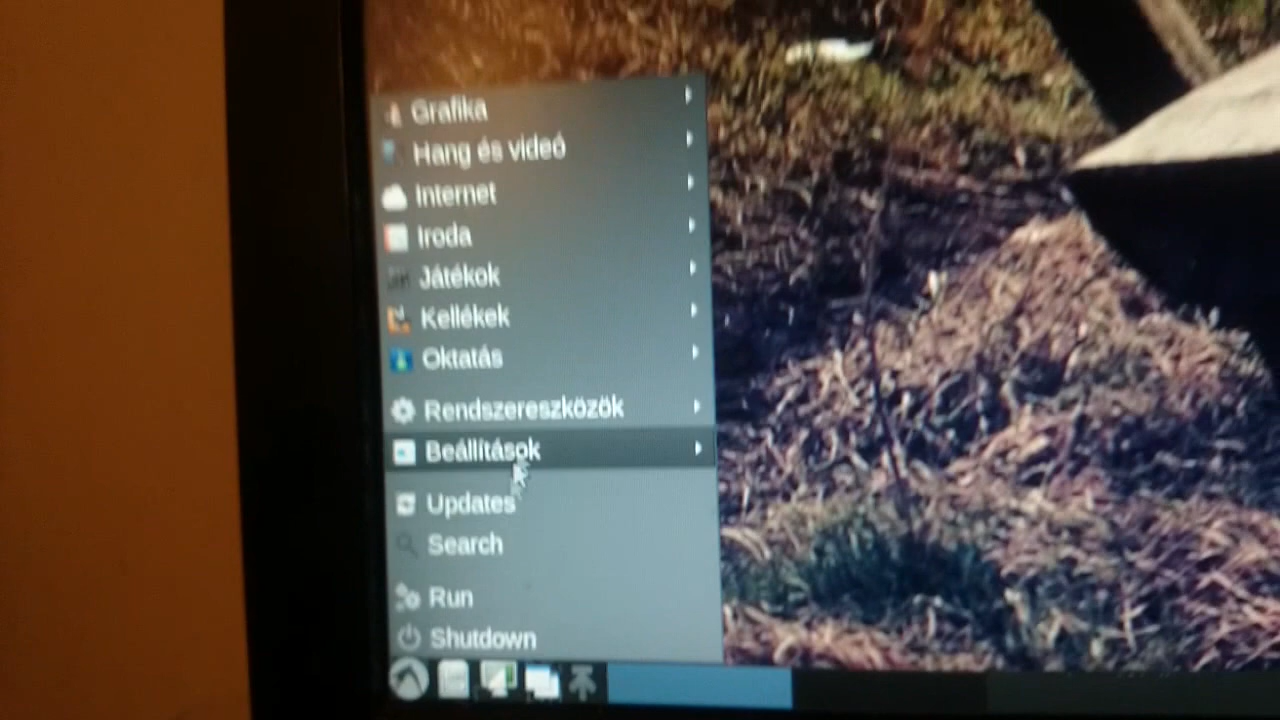 Grafika
Hang és videó
Internet
Iroda
Játékok
Kellékek
Oktatás
Rendszereszközök
Beállítások
Updates
Search
Run
Shutdown